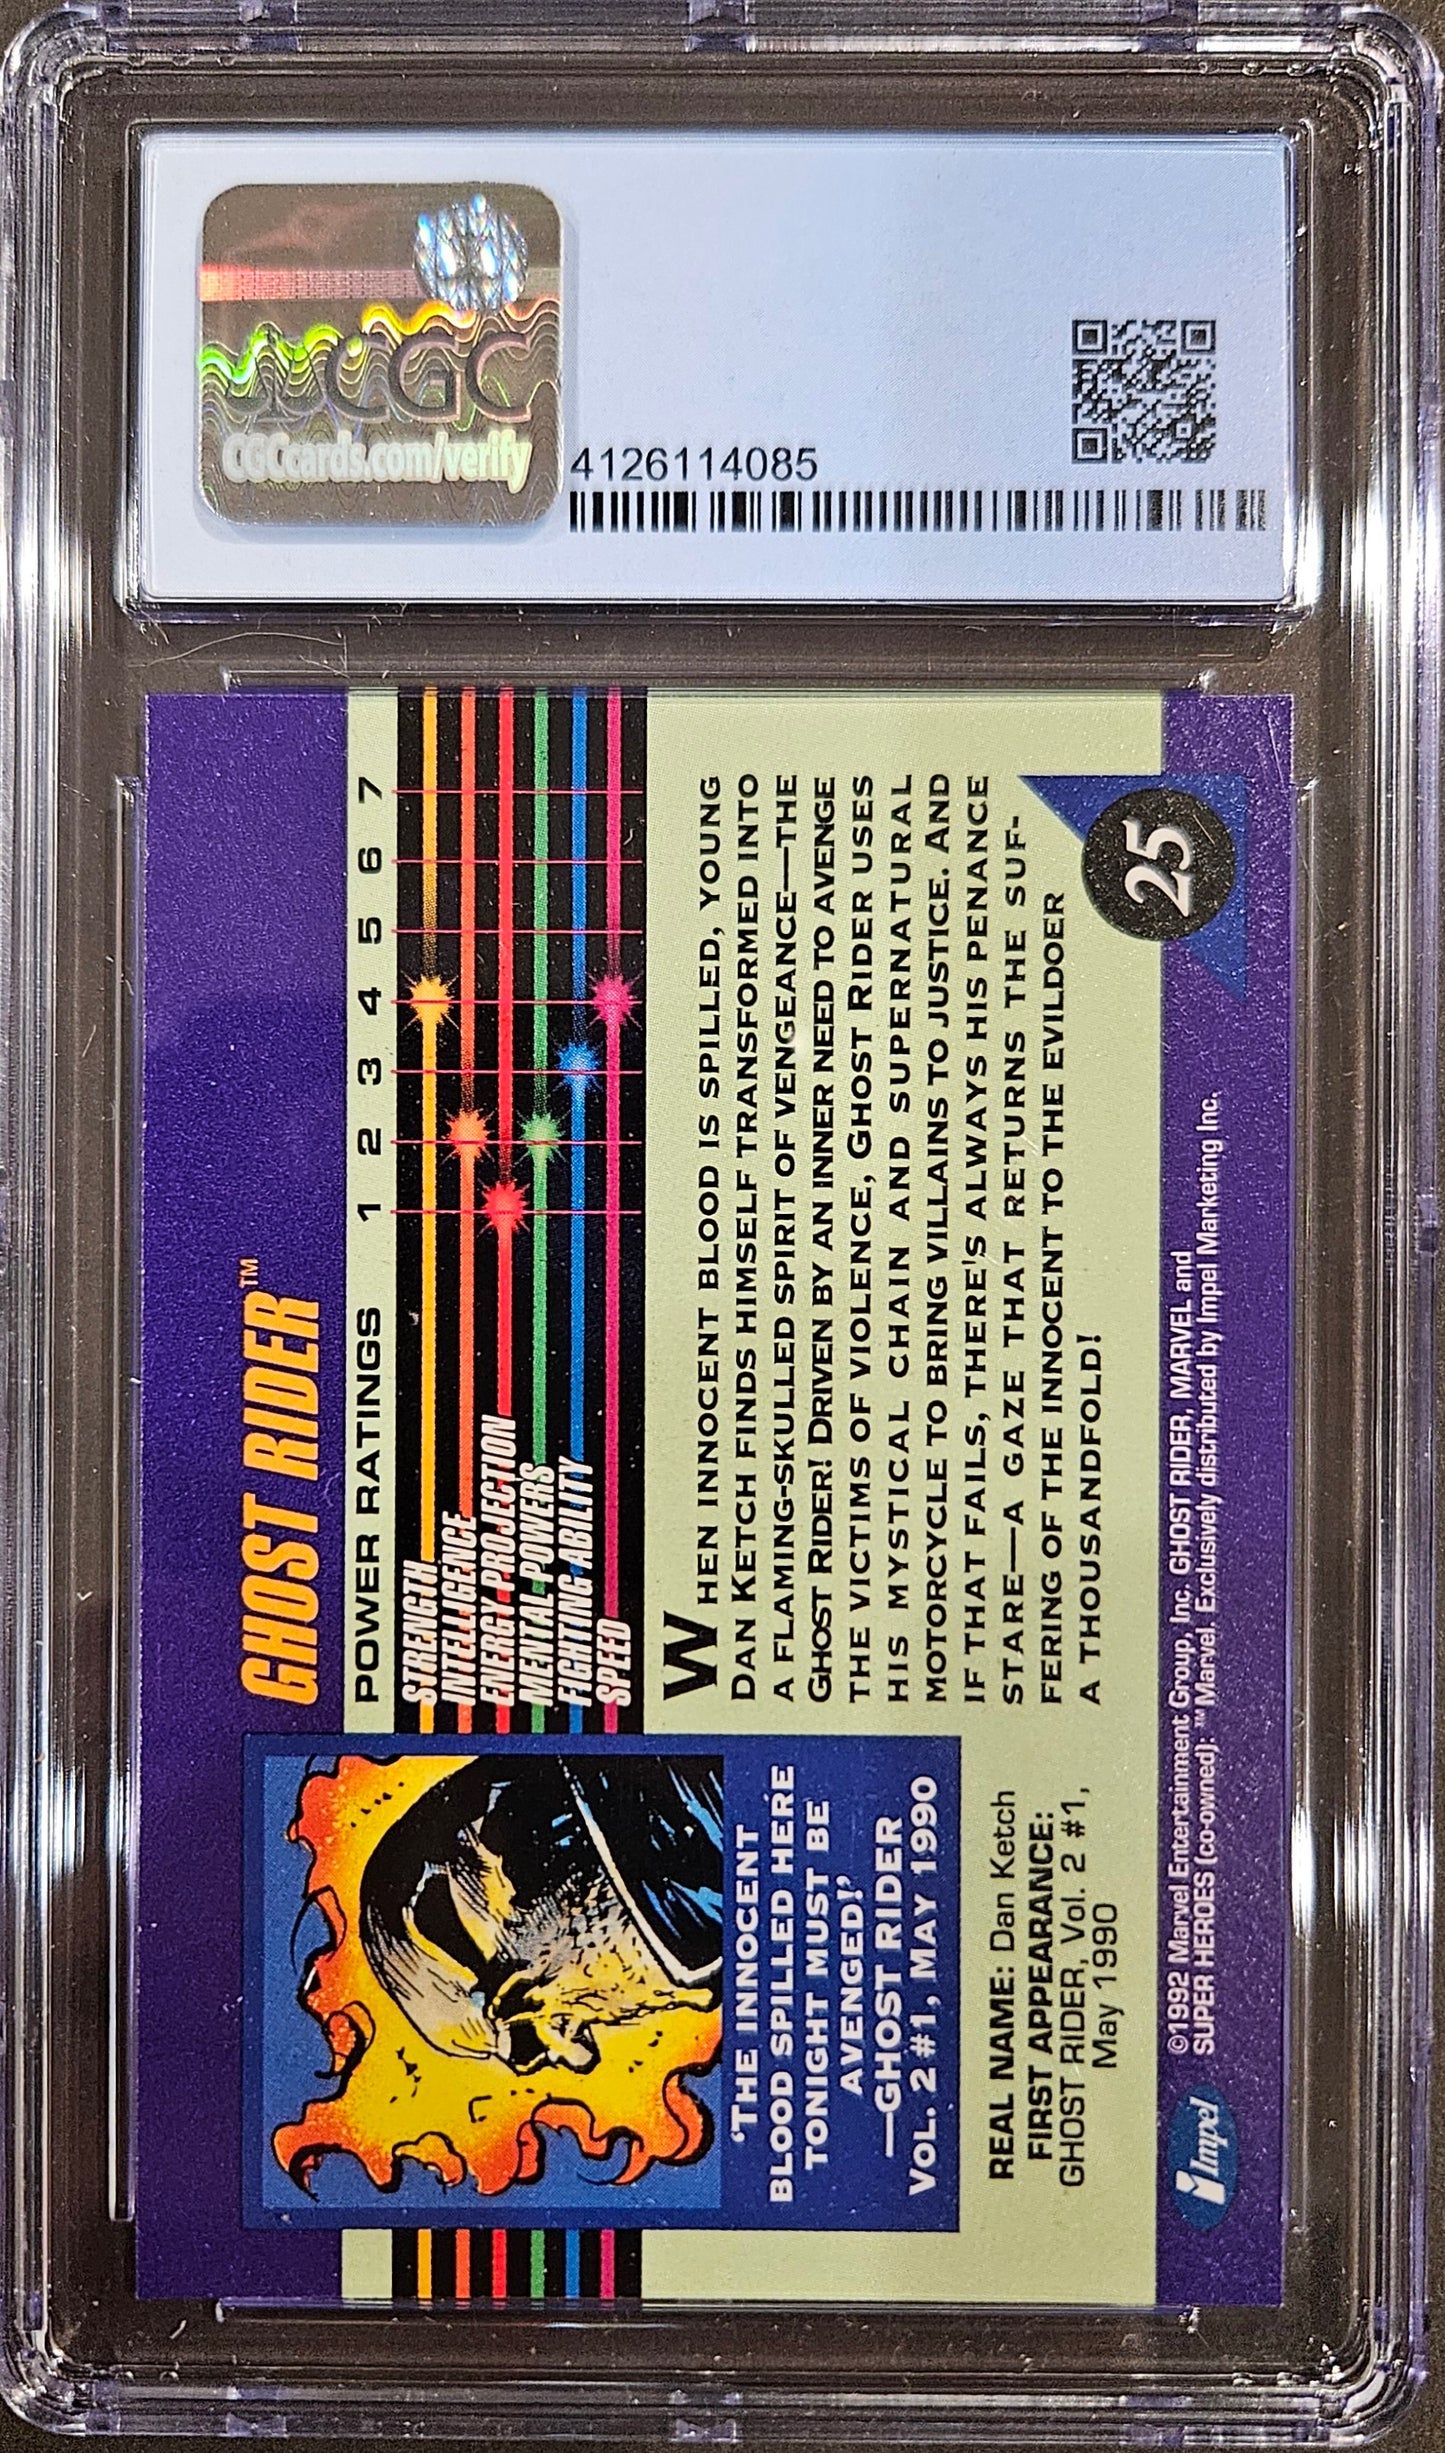 CGC
CGCcards.com/verify
4126114085
GHOST RIDER™
POWER RATINGS 1 2 3 4 5 6 7
STRENGTH
INTELLIGENCE
ENERGY PROJECTION
MENTAL POWERS
FIGHTING ABILITY
SPEED
WHEN INNOCENT BLOOD IS SPILLED, YOUNG
DAN KETCH FINDS HIMSELF TRANSFORMED INTO
A FLAMING-SKULLED SPIRIT OF VENGEANCE—THE
GHOST RIDER! DRIVEN BY AN INNER NEED TO AVENGE
THE VICTIMS OF VIOLENCE, GHOST RIDER USES
HIS MYSTICAL CHAIN AND SUPERNATURAL
MOTORCYCLE TO BRING VILLAINS TO JUSTICE. AND
IF THAT FAILS, THERE'S ALWAYS HIS PENANCE
STARE—A GAZE THAT RETURNS THE SUF-
FERING OF THE INNOCENT TO THE EVILDOER
A THOUSANDFOLD!
25
'THE INNOCENT
BLOOD SPILLED HERE
TONIGHT MUST BE
AVENGED!'
—GHOST RIDER
VOL. 2 #1, MAY 1990
REAL NAME: Dan Ketch
FIRST APPEARANCE:
GHOST RIDER, Vol. 2 #1,
May 1990
impel
©1992 Marvel Entertainment Group, Inc. GHOST RIDER, MARVEL and
SUPER HEROES (co-owned): ™Marvel. Exclusively distributed by Impel Marketing Inc.